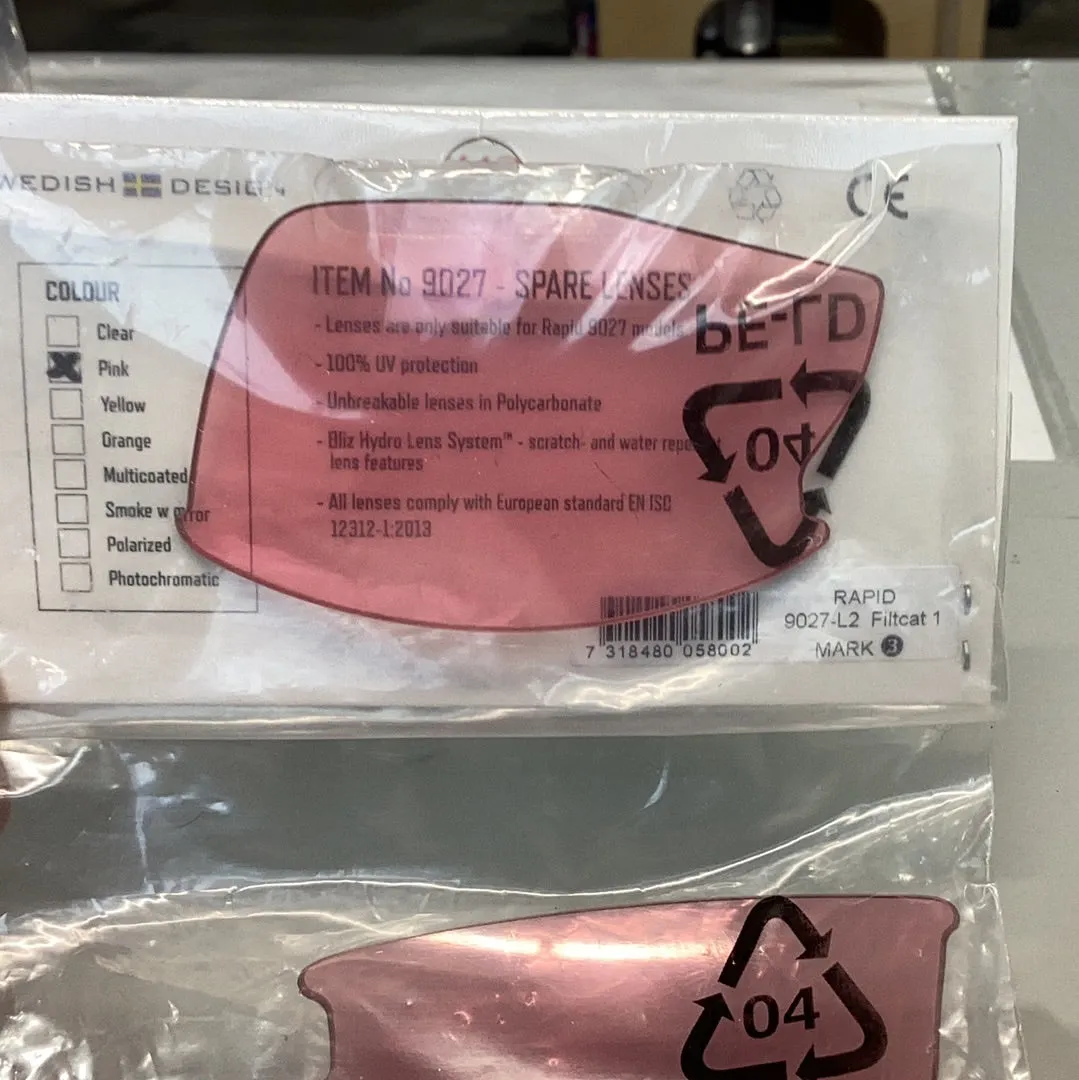 SWEDISH DESIGN
CE
COLOUR
Clear
Pink
Yellow
Orange
Multicoated
Smoke w mirror
Polarized
Photochromatic
ITEM No 9027 - SPARE LENSES
- Lenses are only suitable for Rapid 9027 models
- 100% UV protection
- Unbreakable lenses in Polycarbonate
- Bliz Hydro Lens System™ - scratch- and water repellent
lens features
- All lenses comply with European standard EN ISO
12312-1:2013
PE-LD
04
RAPID
9027-L2 Filtcat 1
MARK 3
7 318480 058002
04